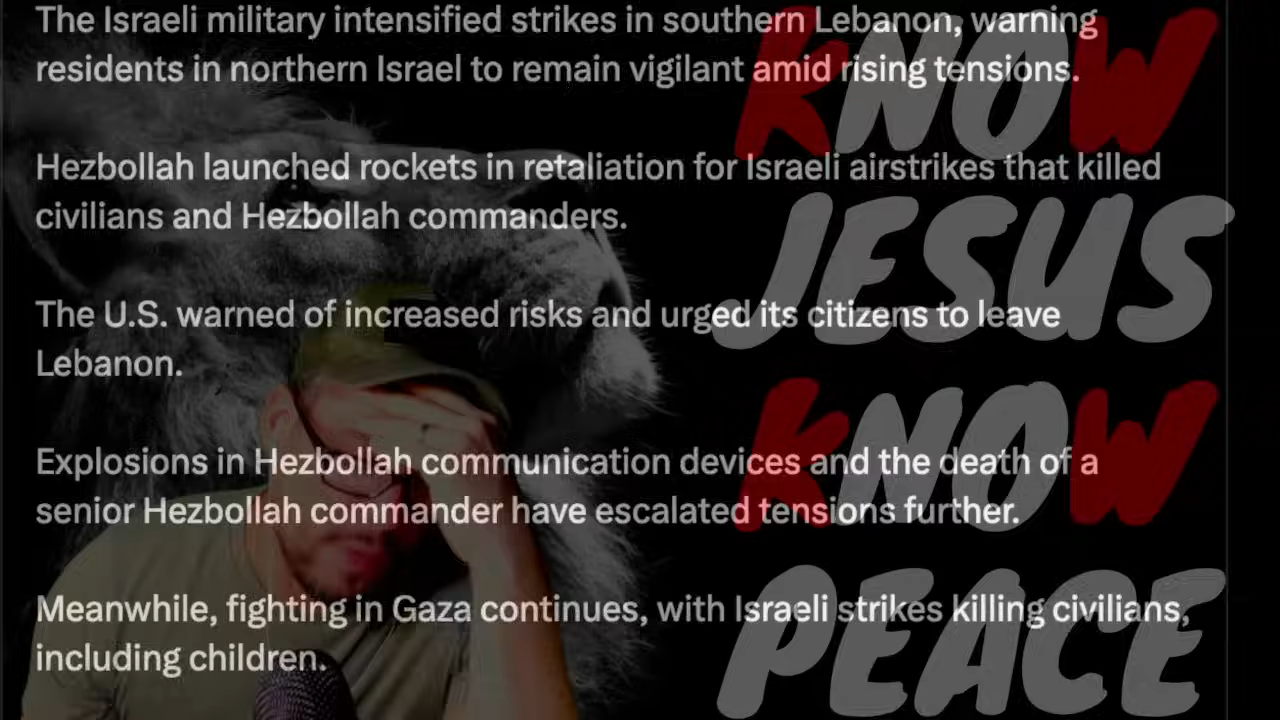 The Israeli military intensified strikes in southern Lebanon, warning
residents in northern Israel to remain vigilant amid rising tensions.
Hezbollah launched rockets in retaliation for Israeli airstrikes that killed
civilians and Hezbollah commanders.
The U.S. warned of increased risks and urged its citizens to leave
Lebanon.
Explosions in Hezbollah communication devices and the death of a
senior Hezbollah commander have escalated tensions further.
Meanwhile, fighting in Gaza continues, with Israeli strikes killing civilians,
including children.
KNOW
JESUS
KNOW
PEACE